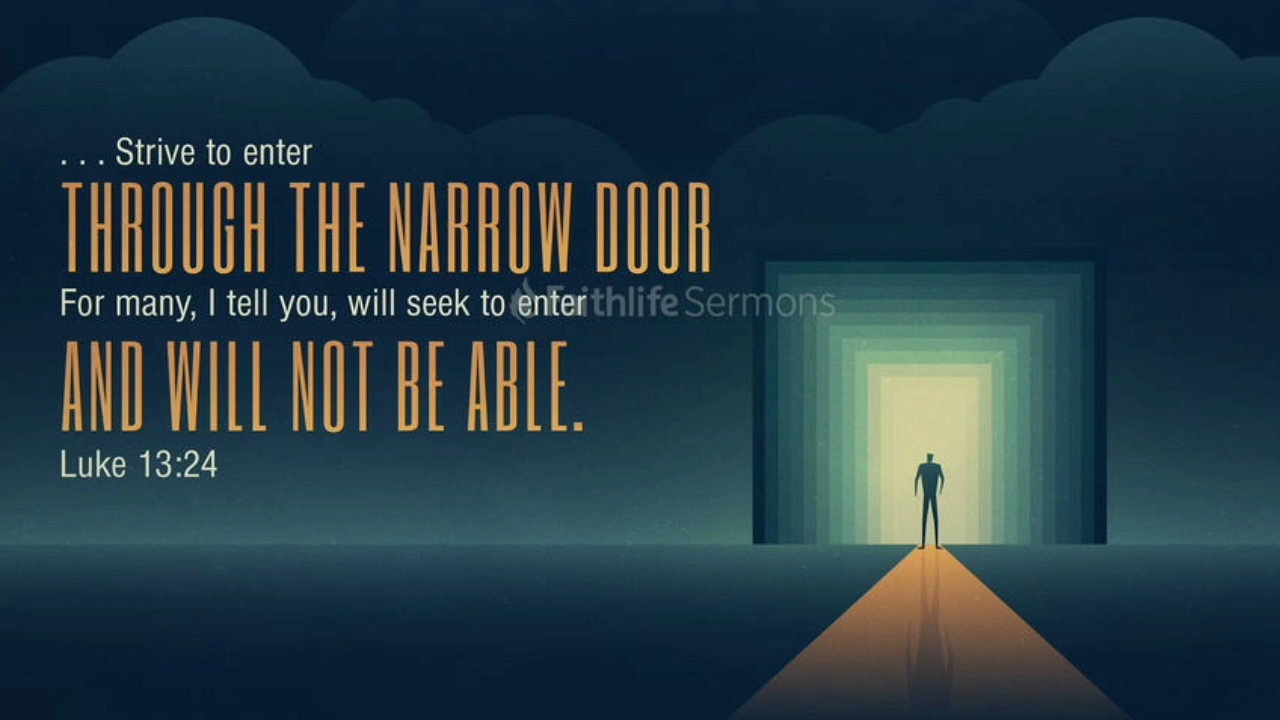 . . . Strive to enter
THROUGH THE NARROW DOOR
For many, I tell you, will seek to enter
Faithlife Sermons
AND WILL NOT BE ABLE.
Luke 13:24